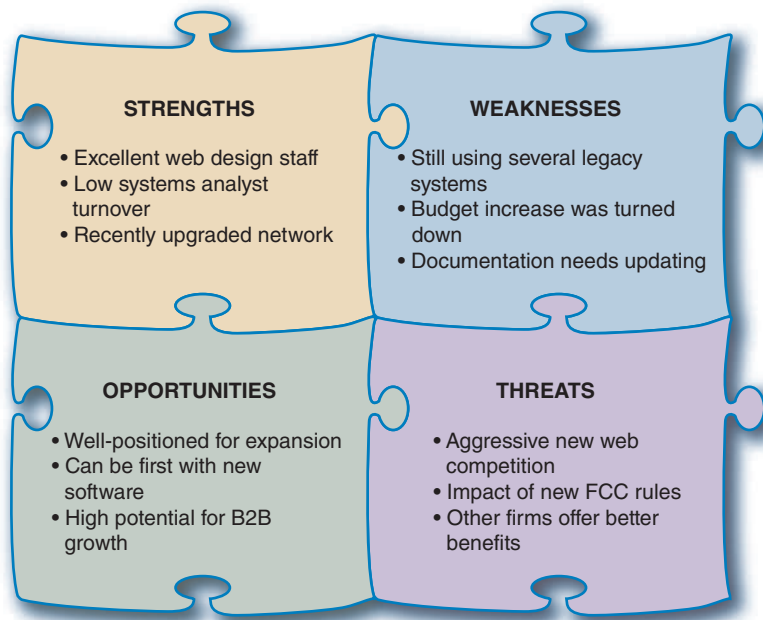 STRENGTHS
• Excellent web design staff
• Low systems analyst
turnover
• Recently upgraded network
WEAKNESSES
• Still using several legacy
systems
• Budget increase was turned
down
• Documentation needs updating
OPPORTUNITIES
• Well-positioned for expansion
• Can be first with new
software
• High potential for B2B
growth
THREATS
• Aggressive new web
competition
• Impact of new FCC rules
• Other firms offer better
benefits